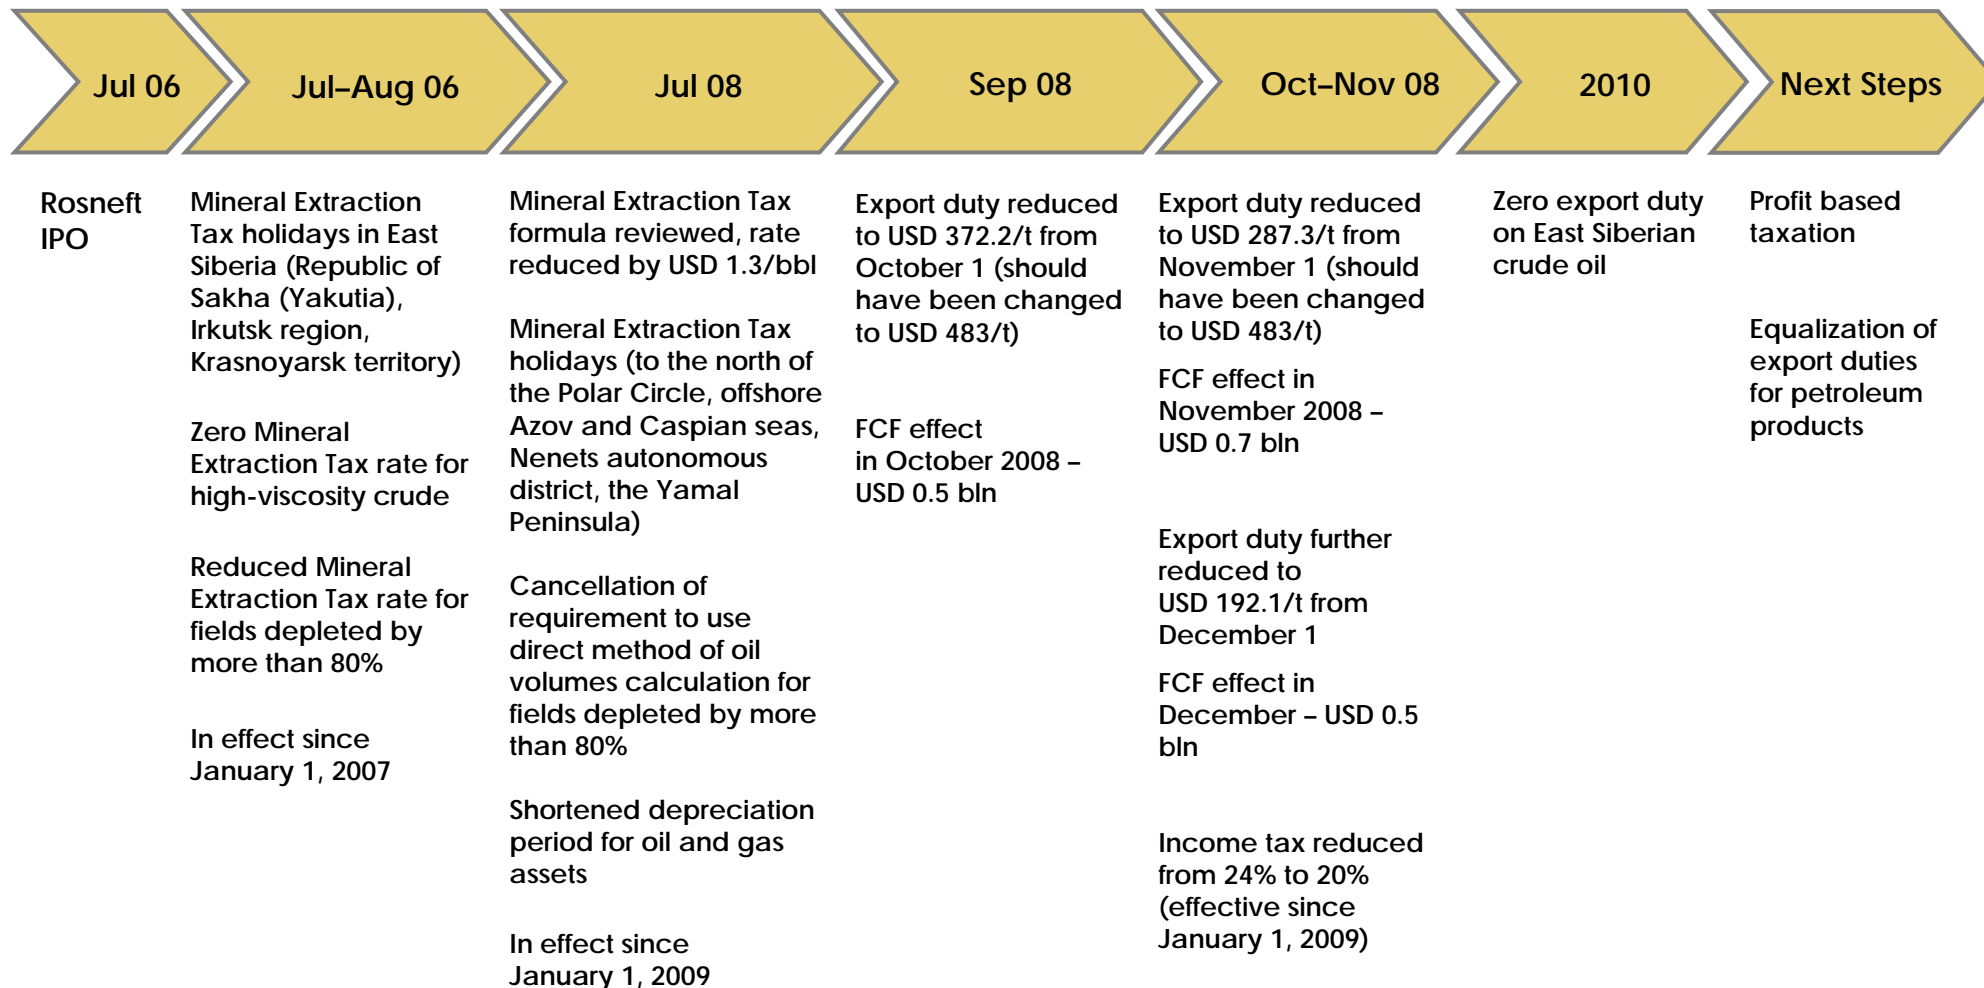 Jul 06
Jul–Aug 06
Jul 08
Sep 08
Oct–Nov 08
2010
Next Steps
Rosneft
IPO
Mineral Extraction
Tax holidays in East
Siberia (Republic of
Sakha (Yakutia),
Irkutsk region,
Krasnoyarsk territory)
Zero Mineral
Extraction Tax rate for
high-viscosity crude
Reduced Mineral
Extraction Tax rate for
fields depleted by
more than 80%
In effect since
January 1, 2007
Mineral Extraction Tax
formula reviewed, rate
reduced by USD 1.3/bbl
Mineral Extraction Tax
holidays (to the north of
the Polar Circle, offshore
Azov and Caspian seas,
Nenets autonomous
district, the Yamal
Peninsula)
Cancellation of
requirement to use
direct method of oil
volumes calculation for
fields depleted by more
than 80%
Shortened depreciation
period for oil and gas
assets
In effect since
January 1, 2009
Export duty reduced
to USD 372.2/t from
October 1 (should
have been changed
to USD 483/t)
FCF effect
in October 2008 –
USD 0.5 bln
Export duty reduced
to USD 287.3/t from
November 1 (should
have been changed
to USD 483/t)
FCF effect in
November 2008 –
USD 0.7 bln
Export duty further
reduced to
USD 192.1/t from
December 1
FCF effect in
December – USD 0.5
bln
Income tax reduced
from 24% to 20%
(effective since
January 1, 2009)
Zero export duty
on East Siberian
crude oil
Profit based
taxation
Equalization of
export duties
for petroleum
products